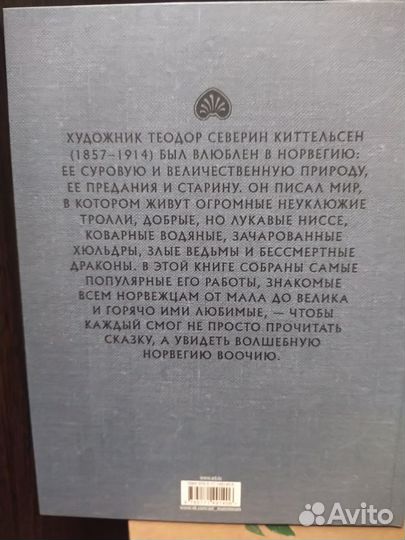 ХУДОЖНИК ТЕОДОР СЕВЕРИН КИТТЕЛЬСЕН
(1857–1914) БЫЛ ВЛЮБЛЕН В НОРВЕГИЮ:
ЕЕ СУРОВУЮ И ВЕЛИЧЕСТВЕННУЮ ПРИРОДУ,
ЕЕ ПРЕДАНИЯ И СТАРИНУ. ОН ПИСАЛ МИР,
В КОТОРОМ ЖИВУТ ОГРОМНЫЕ НЕУКЛЮЖИЕ
ТРОЛЛИ, ДОБРЫЕ, НО ЛУКАВЫЕ НИССЕ,
КОВАРНЫЕ ВОДЯНЫЕ, ЗАЧАРОВАННЫЕ
ХЮЛЬДРЫ, ЗЛЫЕ ВЕДЬМЫ И БЕССМЕРТНЫЕ
ДРАКОНЫ. В ЭТОЙ КНИГЕ СОБРАНЫ САМЫЕ
ПОПУЛЯРНЫЕ ЕГО РАБОТЫ, ЗНАКОМЫЕ
ВСЕМ НОРВЕЖЦАМ ОТ МАЛА ДО ВЕЛИКА
И ГОРЯЧО ИМИ ЛЮБИМЫЕ, — ЧТОБЫ
КАЖДЫЙ СМОГ НЕ ПРОСТО ПРОЧИТАТЬ
СКАЗКУ, А УВИДЕТЬ ВОЛШЕБНУЮ
НОРВЕГИЮ ВООЧИЮ.
Avito